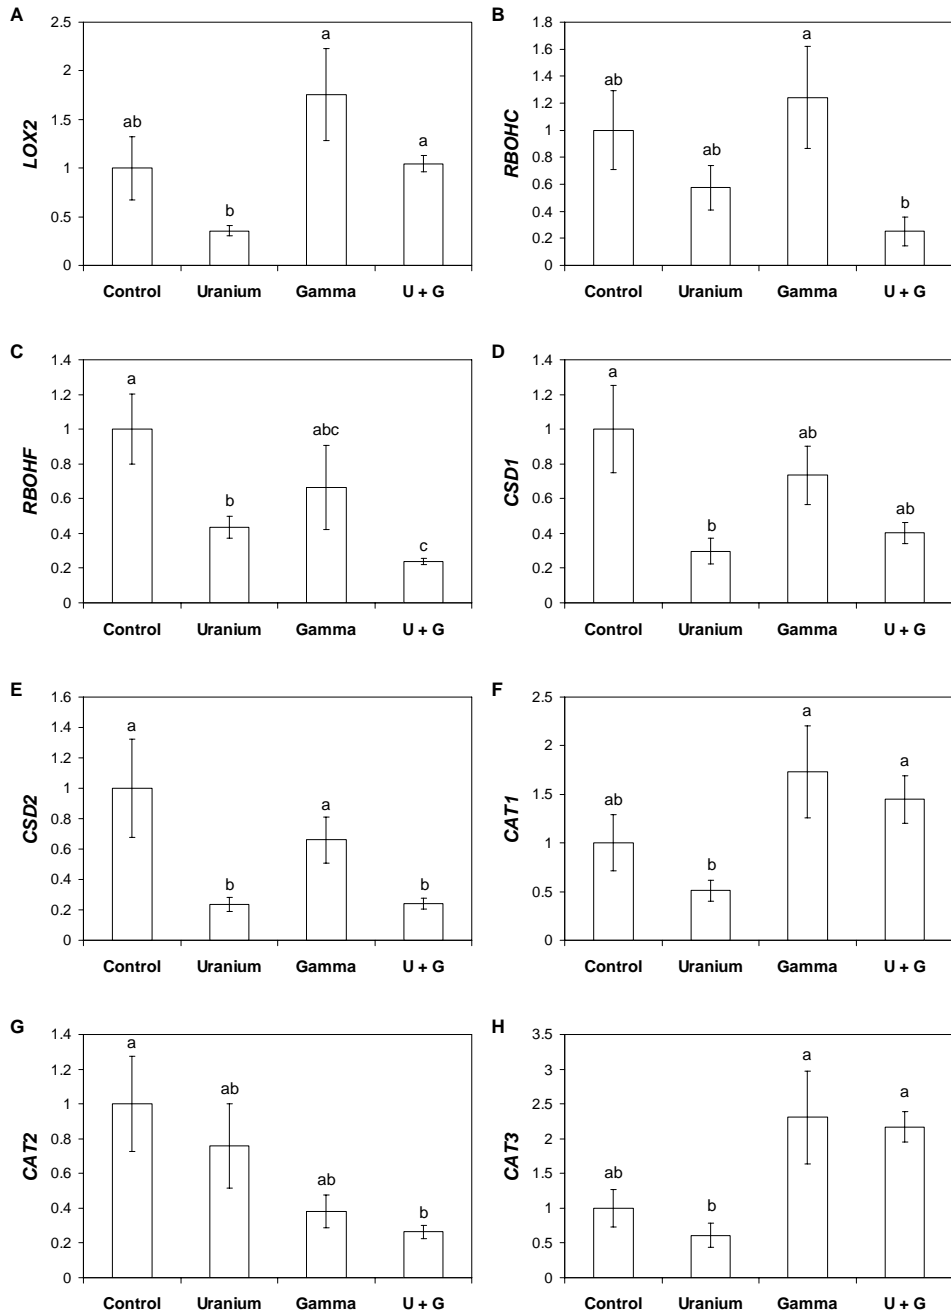 A
LOX2
2.5
2
1.5
1
0.5
0
ab
b
a
a
Control Uranium Gamma U + G
B
RBOHC
1.8
1.6
1.4
1.2
1
0.8
0.6
0.4
0.2
0
ab
ab
a
b
Control Uranium Gamma U + G
C
RBOHF
1.4
1.2
1
0.8
0.6
0.4
0.2
0
a
b
abc
c
Control Uranium Gamma U + G
D
CSD1
1.4
1.2
1
0.8
0.6
0.4
0.2
0
a
b
ab
ab
Control Uranium Gamma U + G
E
CSD2
1.6
1.4
1.2
1
0.8
0.6
0.4
0.2
0
a
b
a
b
Control Uranium Gamma U + G
F
CAT1
2.5
2
1.5
1
0.5
0
ab
b
a
a
Control Uranium Gamma U + G
G
CAT2
1.4
1.2
1
0.8
0.6
0.4
0.2
0
a
ab
ab
b
Control Uranium Gamma U + G
H
CAT3
3.5
3
2.5
2
1.5
1
0.5
0
ab
b
a
a
Control Uranium Gamma U + G